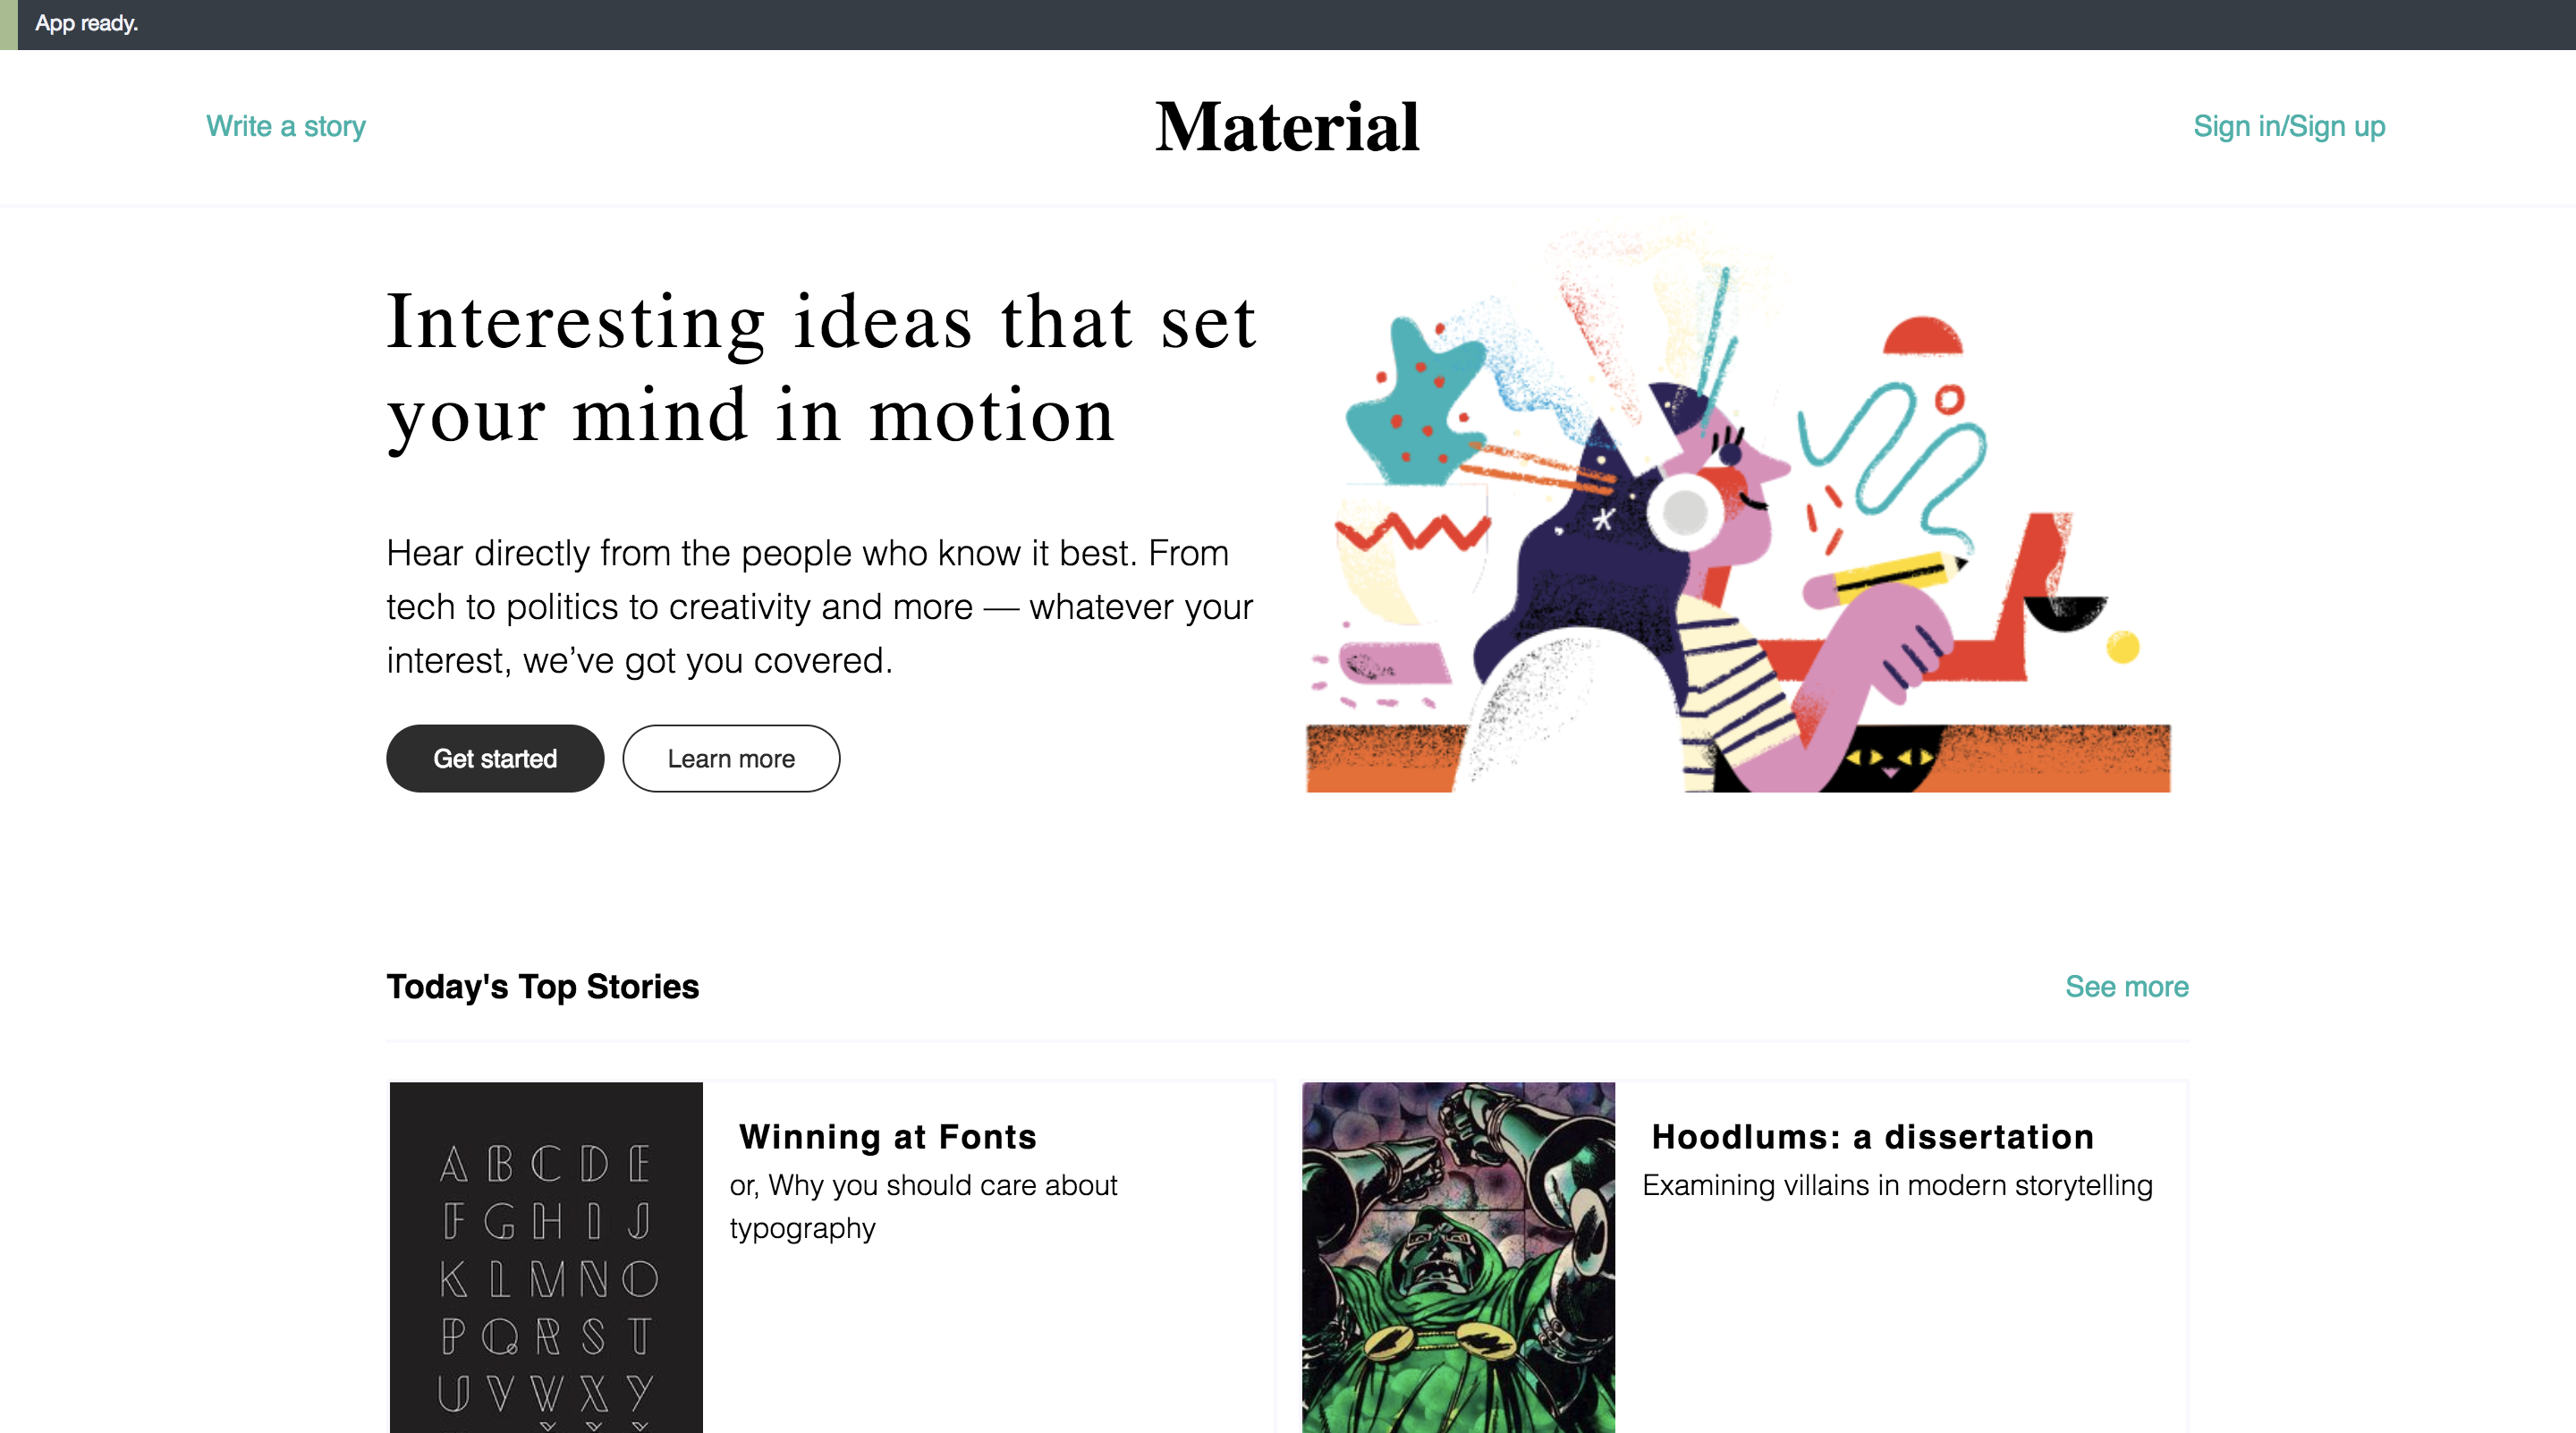 App ready.
Write a story
Material
Sign in/Sign up
Interesting ideas that set
your mind in motion
Hear directly from the people who know it best. From
tech to politics to creativity and more — whatever your
interest, we’ve got you covered.
Get started
Learn more
Today's Top Stories
See more
A B C D E
F G H I J
K L M N O
P Q R S T
U V W X Y
Winning at Fonts
or, Why you should care about
typography
Hoodlums: a dissertation
Examining villains in modern storytelling